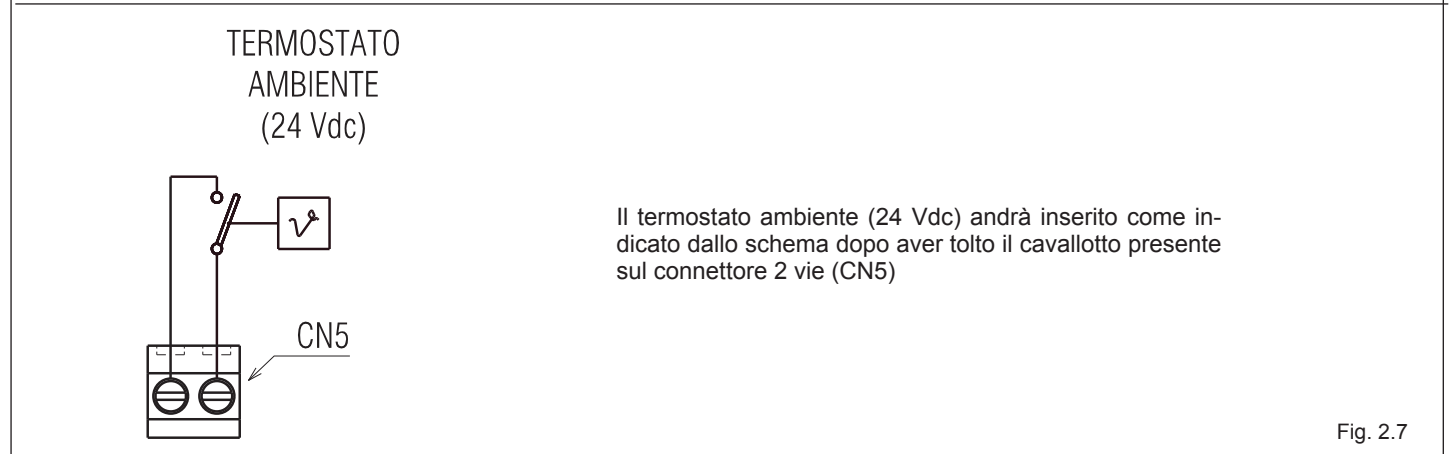 TERMOSTATO
AMBIENTE
(24 Vdc)
Il termostato ambiente (24 Vdc) andrà inserito come in-
dicato dallo schema dopo aver tolto il cavallotto presente
sul connettore 2 vie (CN5)
CN5
Fig. 2.7